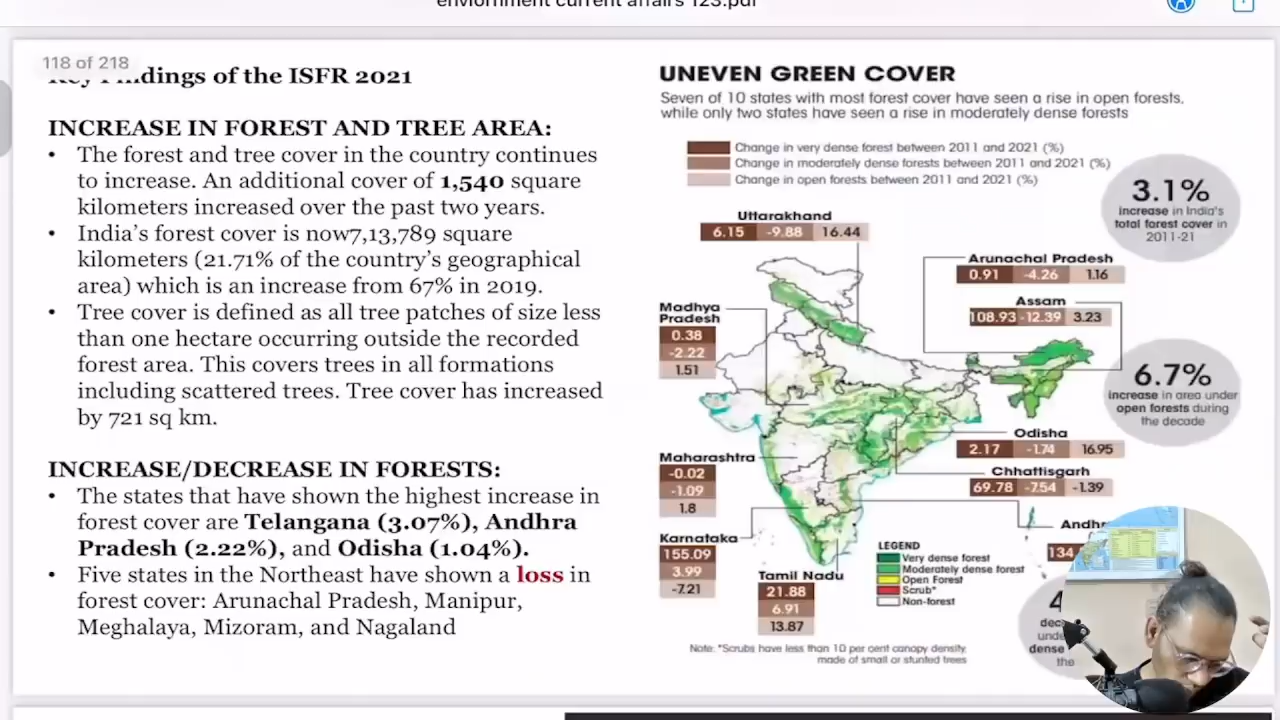 enviornment current affairs 123.pdf
118 of 218
Key Findings of the ISFR 2021
INCREASE IN FOREST AND TREE AREA:
• The forest and tree cover in the country continues
to increase. An additional cover of 1,540 square
kilometers increased over the past two years.
• India's forest cover is now7,13,789 square
kilometers (21.71% of the country's geographical
area) which is an increase from 67% in 2019.
• Tree cover is defined as all tree patches of size less
than one hectare occurring outside the recorded
forest area. This covers trees in all formations
including scattered trees. Tree cover has increased
by 721 sq km.
INCREASE/DECREASE IN FORESTS:
• The states that have shown the highest increase in
forest cover are Telangana (3.07%), Andhra
Pradesh (2.22%), and Odisha (1.04%).
• Five states in the Northeast have shown a loss in
forest cover: Arunachal Pradesh, Manipur,
Meghalaya, Mizoram, and Nagaland
UNEVEN GREEN COVER
Seven of 10 states with most forest cover have seen a rise in open forests,
while only two states have seen a rise in moderately dense forests
Change in very dense forest between 2011 and 2021 (%)
Change in moderately dense forests between 2011 and 2021 (%)
Change in open forests between 2011 and 2021 (%)
3.1%
increase in India's
total forest cover in
2011-21
Uttarakhand
6.15 -9.88 16.44
Arunachal Pradesh
0.91 -4.26 1.16
Assam
108.93 -12.39 3.23
Madhya
Pradesh
0.38
-2.22
1.51
6.7%
increase in area under
open forests during
the decade
Odisha
2.17 -1.74 16.95
Maharashtra
-0.02
-1.09
1.8
Chhattisgarh
69.78 -7.54 -1.39
Andhr
134
Karnataka
155.09
3.99
-7.21
Tamil Nadu
21.88
6.91
13.87
LEGEND
Very dense forest
Moderately dense forest
Open Forest
Scrub*
Non-forest
4
dec
unde
dense
the
Note: *Scrubs have less than 10 per cent canopy density,
made of small or stunted trees